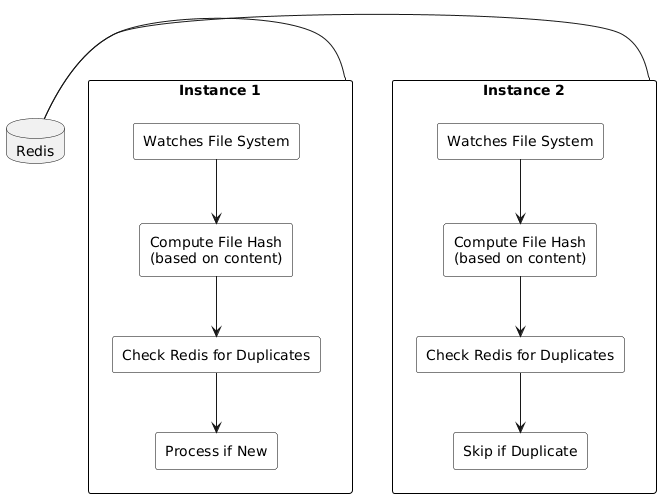 Redis
Instance 1
Watches File System
Compute File Hash
(based on content)
Check Redis for Duplicates
Process if New
Instance 2
Watches File System
Compute File Hash
(based on content)
Check Redis for Duplicates
Skip if Duplicate